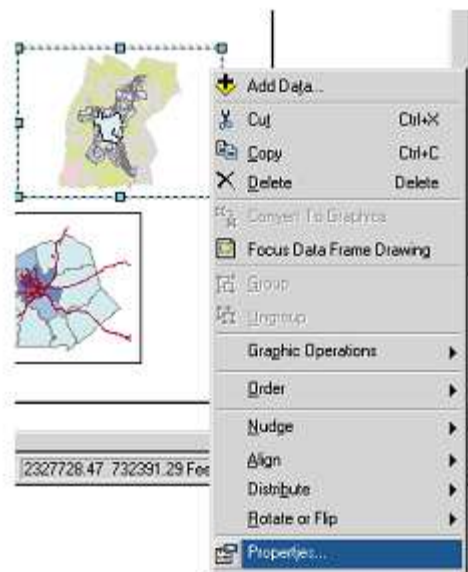 Add Data...
Cut Ctrl+X
Copy Ctrl+C
Delete Delete
Convert To Graphics
Focus Data Frame Drawing
Group
Ungroup
Graphic Operations
Order
Nudge
Align
Distribute
Rotate or Flip
Properties...
2327728.47 732391.29 Fee